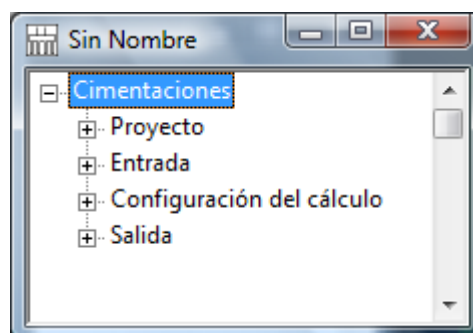 Sin Nombre
Cimentaciones
Proyecto
Entrada
Configuración del cálculo
Salida